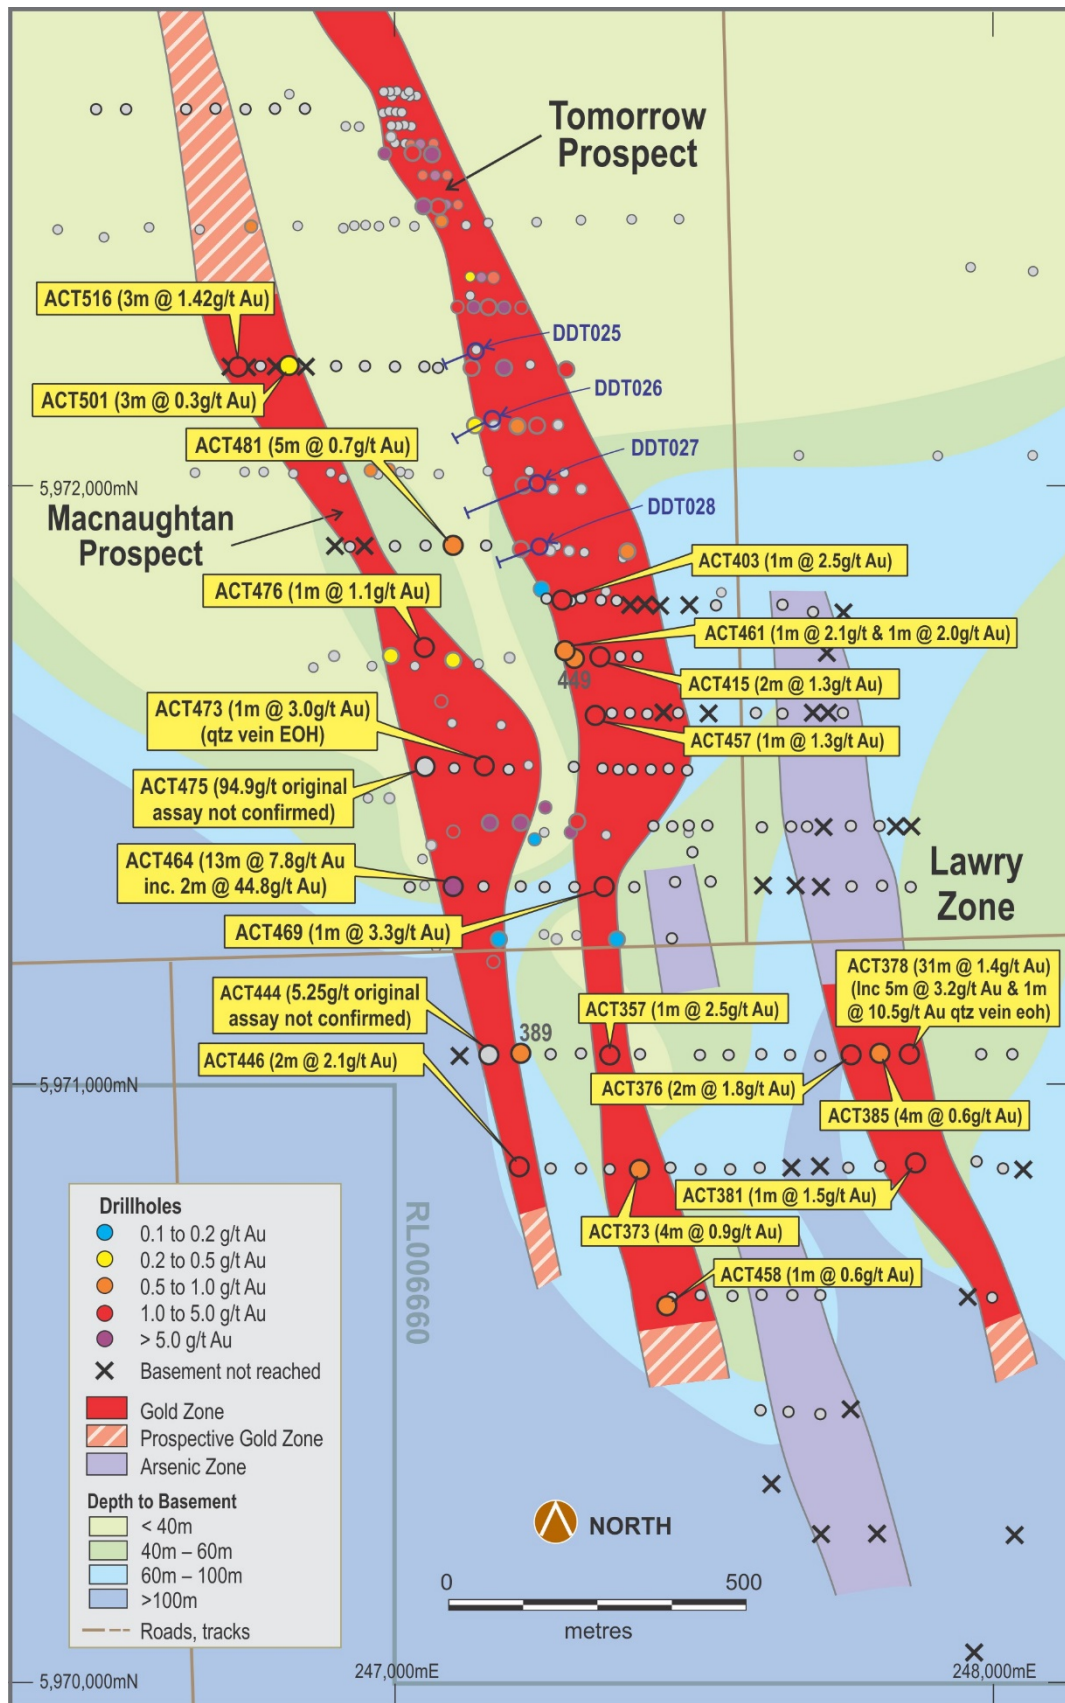 Tomorrow
Prospect
ACT516 (3m @ 1.42g/t Au)
DDT025
ACT501 (3m @ 0.3g/t Au)
DDT026
ACT481 (5m @ 0.7g/t Au)
DDT027
5,972,000mN
Macnaughtan
Prospect
DDT028
ACT403 (1m @ 2.5g/t Au)
ACT476 (1m @ 1.1g/t Au)
ACT461 (1m @ 2.1g/t & 1m @ 2.0g/t Au)
449
ACT415 (2m @ 1.3g/t Au)
ACT473 (1m @ 3.0g/t Au)
(qtz vein EOH)
ACT457 (1m @ 1.3g/t Au)
ACT475 (94.9g/t original
assay not confirmed)
ACT464 (13m @ 7.8g/t Au
inc. 2m @ 44.8g/t Au)
Lawry
Zone
ACT469 (1m @ 3.3g/t Au)
ACT378 (31m @ 1.4g/t Au)
(Inc 5m @ 3.2g/t Au & 1m
@ 10.5g/t Au qtz vein eoh)
ACT444 (5.25g/t original
assay not confirmed)
ACT357 (1m @ 2.5g/t Au)
389
ACT446 (2m @ 2.1g/t Au)
5,971,000mN
ACT376 (2m @ 1.8g/t Au)
ACT385 (4m @ 0.6g/t Au)
ACT381 (1m @ 1.5g/t Au)
ACT373 (4m @ 0.9g/t Au)
ACT458 (1m @ 0.6g/t Au)
RL006660
Drillholes
0.1 to 0.2 g/t Au
0.2 to 0.5 g/t Au
0.5 to 1.0 g/t Au
1.0 to 5.0 g/t Au
> 5.0 g/t Au
Basement not reached
Gold Zone
Prospective Gold Zone
Arsenic Zone
Depth to Basement
< 40m
40m – 60m
60m – 100m
>100m
Roads, tracks
NORTH
0 500
metres
5,970,000mN
247,000mE
248,000mE